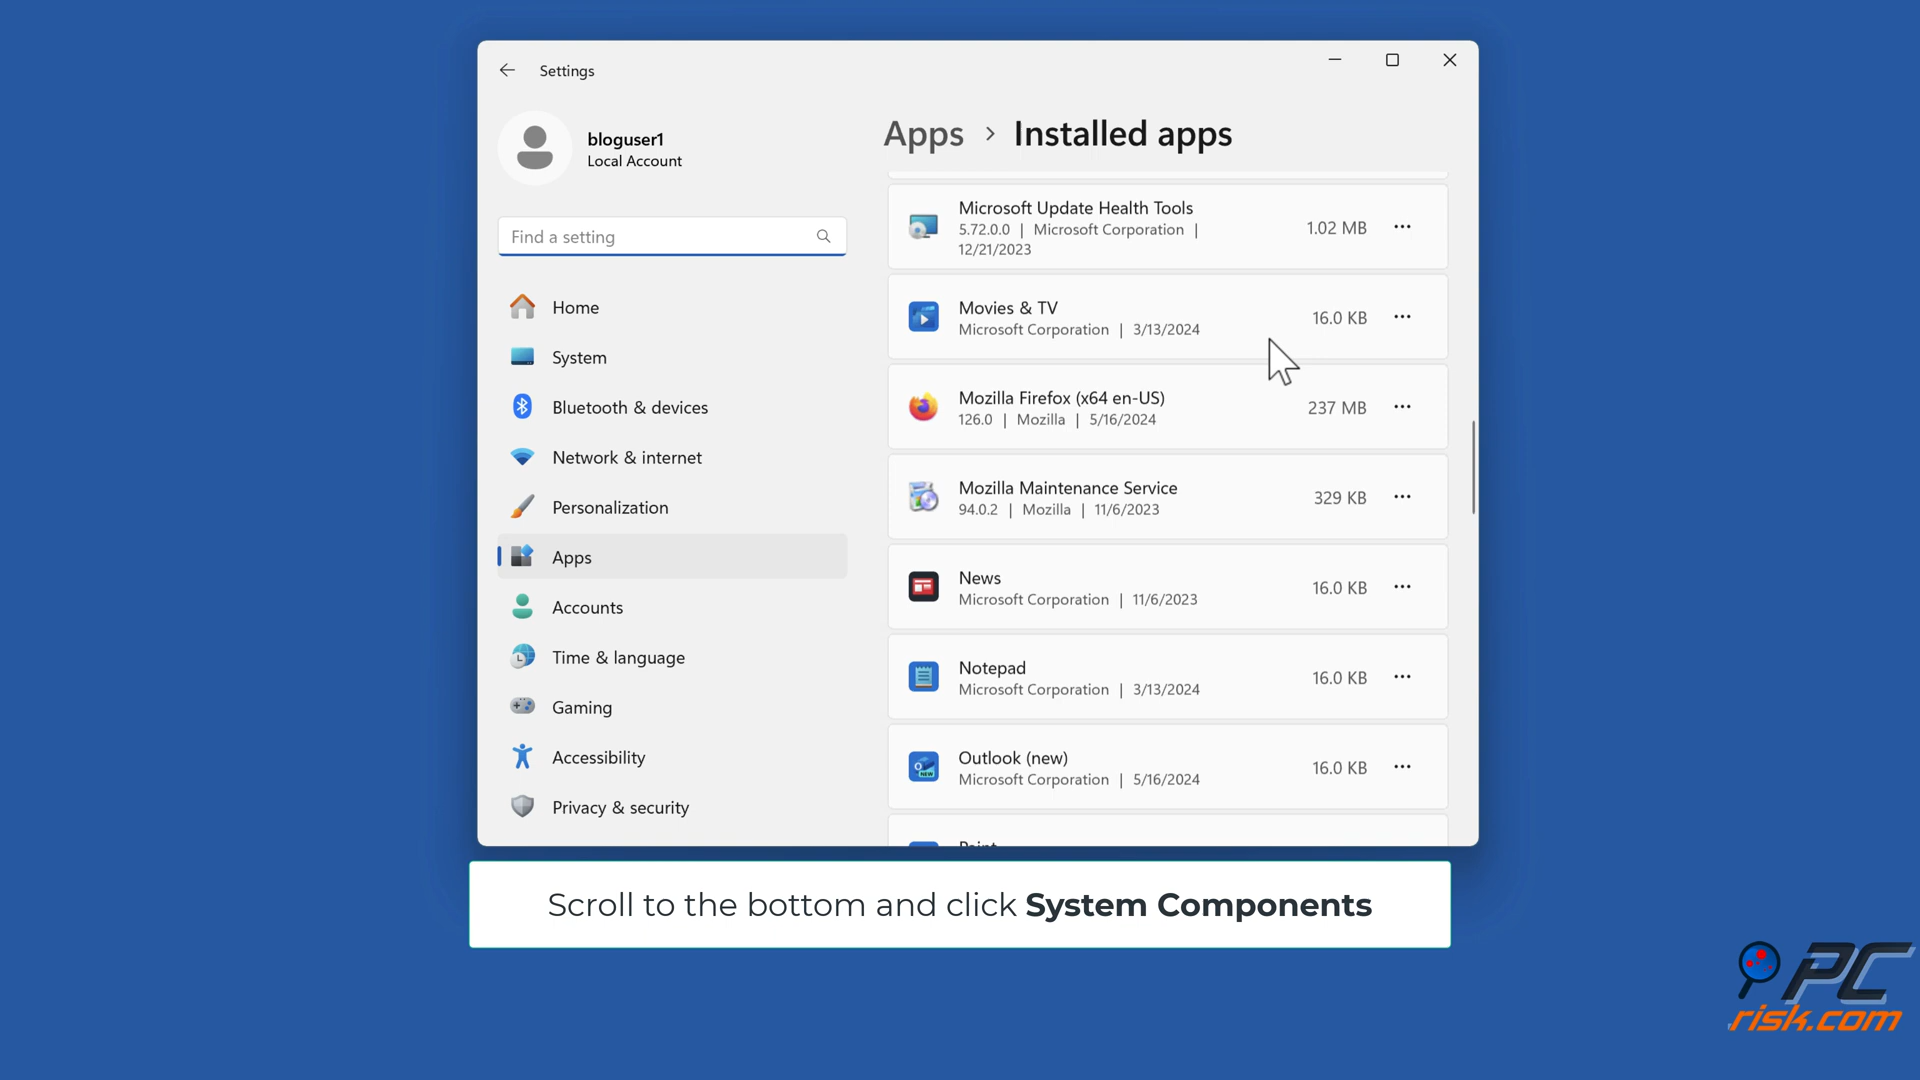 Settings
bloguser1
Local Account
Find a setting
Home
System
Bluetooth & devices
Network & internet
Personalization
Apps
Accounts
Time & language
Gaming
Accessibility
Privacy & security
Apps > Installed apps
Microsoft Update Health Tools
5.72.0.0 | Microsoft Corporation |
12/21/2023
1.02 MB
Movies & TV
Microsoft Corporation | 3/13/2024
16.0 KB
Mozilla Firefox (x64 en-US)
126.0 | Mozilla | 5/16/2024
237 MB
Mozilla Maintenance Service
94.0.2 | Mozilla | 11/6/2023
329 KB
News
Microsoft Corporation | 11/6/2023
16.0 KB
Notepad
Microsoft Corporation | 3/13/2024
16.0 KB
Outlook (new)
Microsoft Corporation | 5/16/2024
16.0 KB
Paint
Scroll to the bottom and click System Components
PC
risk.com